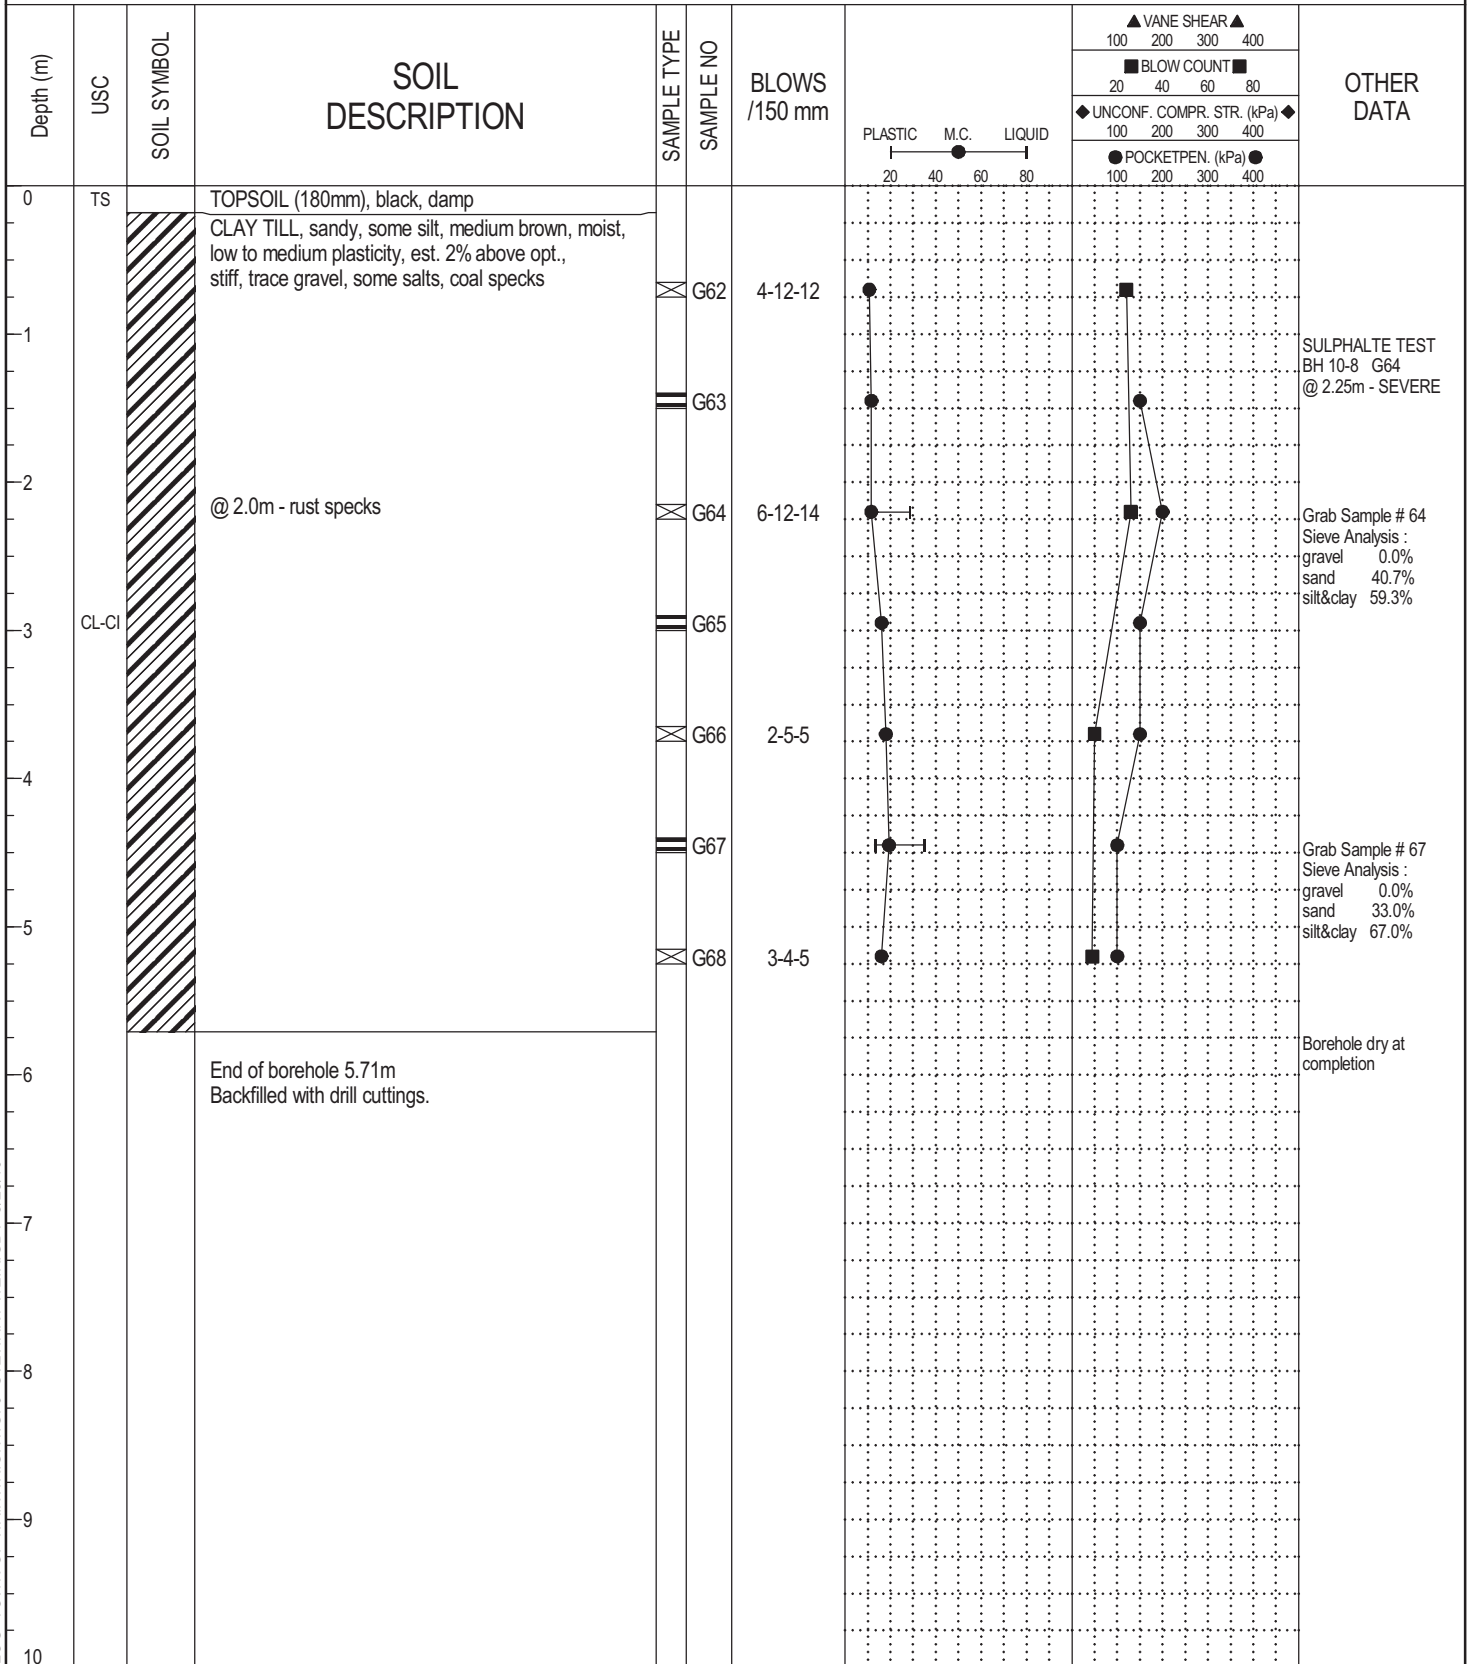 Depth (m)
USC
SOIL SYMBOL
SOIL
DESCRIPTION
SAMPLE TYPE
SAMPLE NO
BLOWS
/150 mm
PLASTIC M.C. LIQUID
20 40 60 80
▲ VANE SHEAR ▲
100 200 300 400
■ BLOW COUNT ■
20 40 60 80
◆ UNCONF. COMPR. STR. (kPa) ◆
100 200 300 400
● POCKETPEN. (kPa) ●
100 200 300 400
OTHER
DATA
0
TS
TOPSOIL (180mm), black, damp
CLAY TILL, sandy, some silt, medium brown, moist,
low to medium plasticity, est. 2% above opt.,
stiff, trace gravel, some salts, coal specks
G62 4-12-12
1
SULPHALTE TEST
BH 10-8 G64
@ 2.25m - SEVERE
G63
2
@ 2.0m - rust specks
G64 6-12-14
Grab Sample # 64
Sieve Analysis :
gravel 0.0%
sand 40.7%
silt&clay 59.3%
3
CL-CI
G65
G66 2-5-5
4
G67
Grab Sample # 67
Sieve Analysis :
gravel 0.0%
sand 33.0%
silt&clay 67.0%
5
G68 3-4-5
Borehole dry at
completion
End of borehole 5.71m
Backfilled with drill cuttings.
6
7
8
9
10